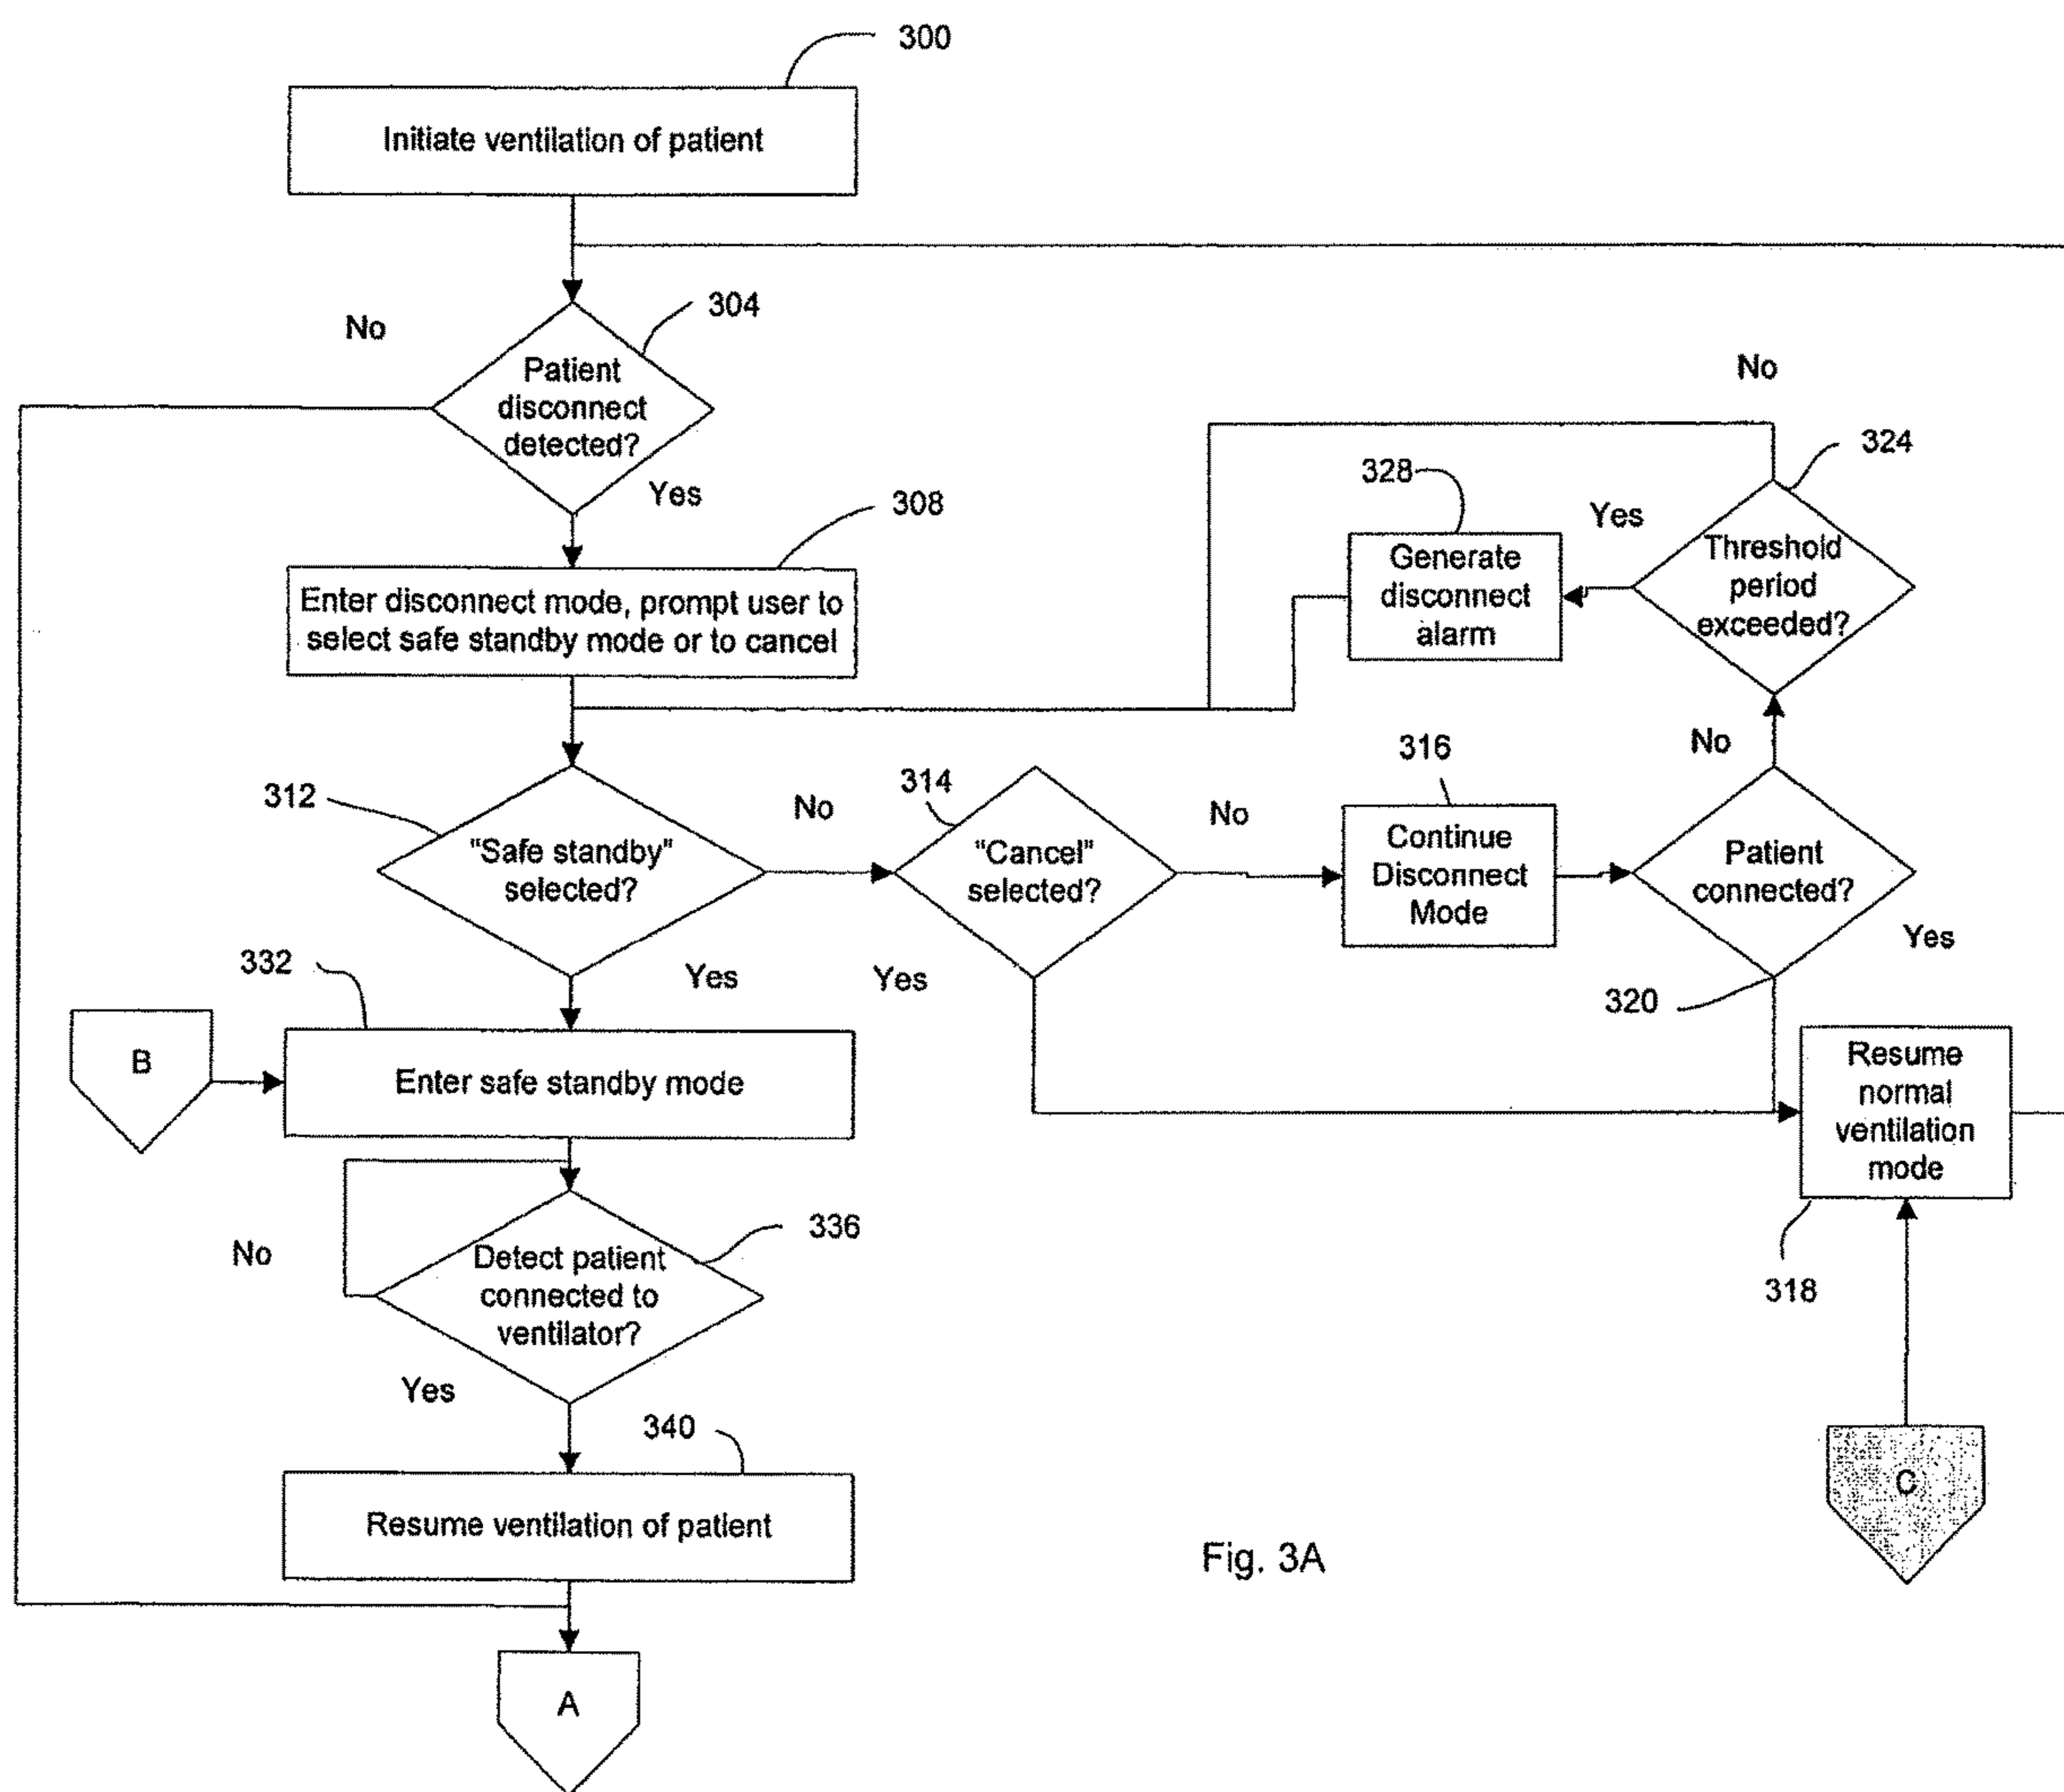 300
Initiate ventilation of patient
No
304
Patient
disconnect
detected?
Yes
308
Enter disconnect mode, prompt user to
select safe standby mode or to cancel
No
324
328
Yes
Threshold
period
exceeded?
Generate
disconnect
alarm
No
312
"Safe standby"
selected?
No
314
"Cancel"
selected?
No
316
Continue
Disconnect
Mode
Patient
connected?
Yes
320
332
Yes
Yes
B
Enter safe standby mode
Resume
normal
ventilation
mode
318
No
336
Detect patient
connected to
ventilator?
Yes
340
Resume ventilation of patient
C
Fig. 3A
A